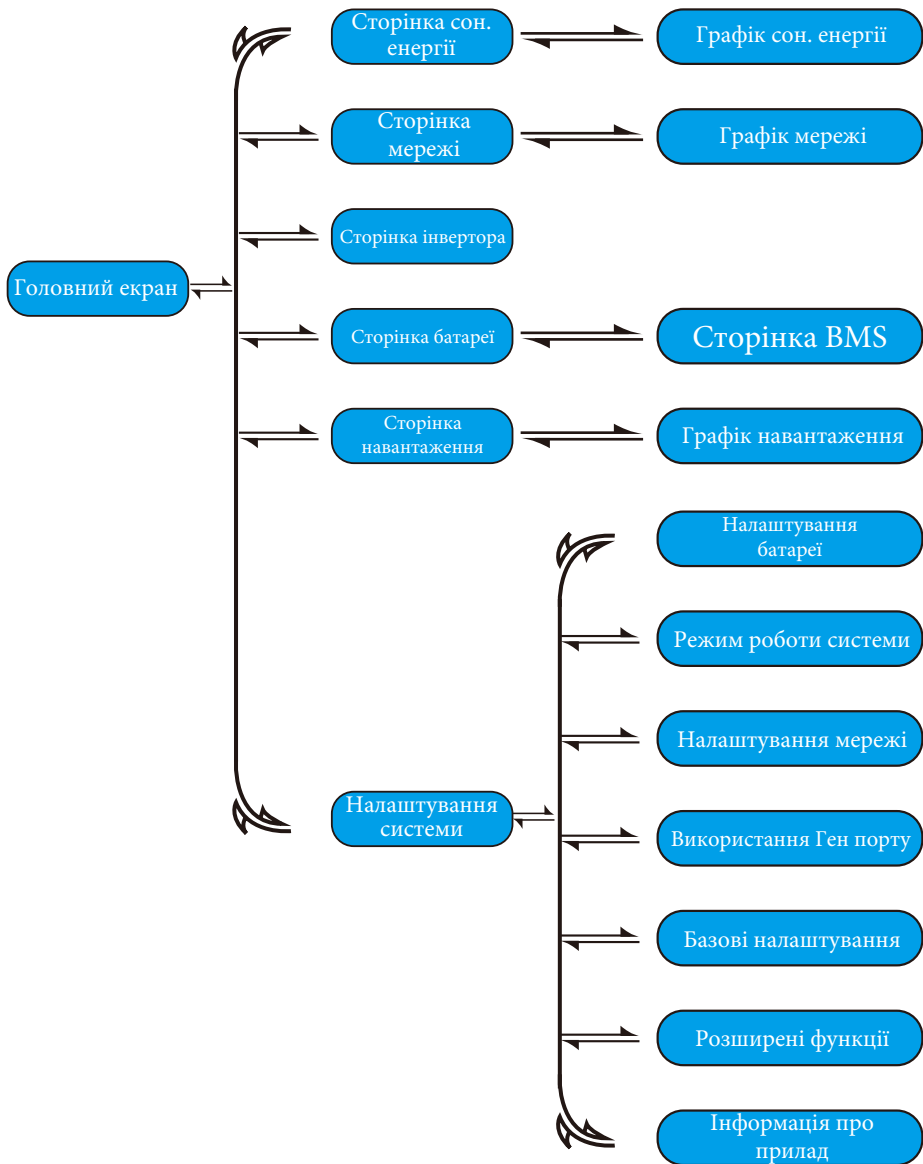 Сторінка сон.
енергії
Графік сон. енергії
Сторінка
мережі
Графік мережі
Сторінка інвертора
Головний екран
Сторінка батареї
Сторінка BMS
Сторінка
навантаження
Графік навантаження
Налаштування
батареї
Режим роботи системи
Налаштування мережі
Налаштування
системи
Використання Ген порту
Базові налаштування
Розширені функції
Інформація про
прилад